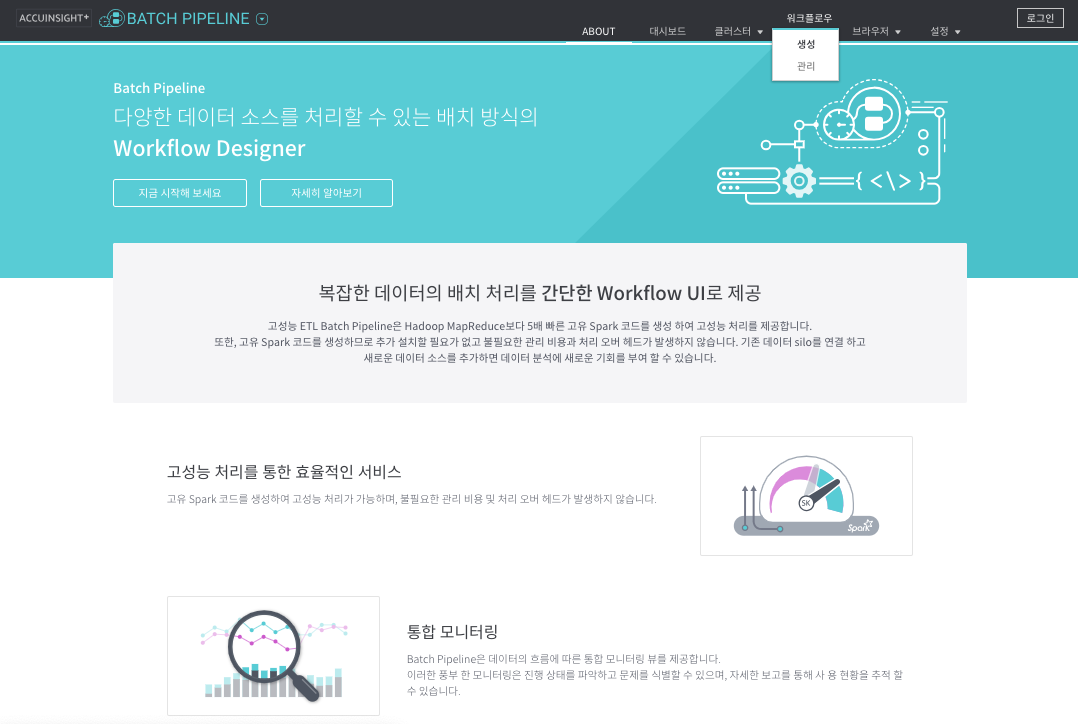 ACCUINSIGHT+
BATCH PIPELINE
ABOUT
대시보드
클러스터
워크플로우
브라우저
설정
로그인
생성
관리
Batch Pipeline
다양한 데이터 소스를 처리할 수 있는 배치 방식의
Workflow Designer
지금 시작해 보세요
자세히 알아보기
복잡한 데이터의 배치 처리를 간단한 Workflow UI로 제공
고성능 ETL Batch Pipeline은 Hadoop MapReduce보다 5배 빠른 고유 Spark 코드를 생성 하여 고성능 처리를 제공합니다.
또한, 고유 Spark 코드를 생성하므로 추가 설치할 필요가 없고 불필요한 관리 비용과 처리 오버 헤드가 발생하지 않습니다. 기존 데이터 silo를 연결 하고
새로운 데이터 소스를 추가하면 데이터 분석에 새로운 기회를 부여 할 수 있습니다.
고성능 처리를 통한 효율적인 서비스
고유 Spark 코드를 생성하여 고성능 처리가 가능하며, 불필요한 관리 비용 및 처리 오버 헤드가 발생하지 않습니다.
SK
Spark
통합 모니터링
Batch Pipeline은 데이터의 흐름에 따른 통합 모니터링 뷰를 제공합니다.
이러한 풍부 한 모니터링은 진행 상태를 파악하고 문제를 식별할 수 있으며, 자세한 보고를 통해 사 용 현황을 추적 할
수 있습니다.